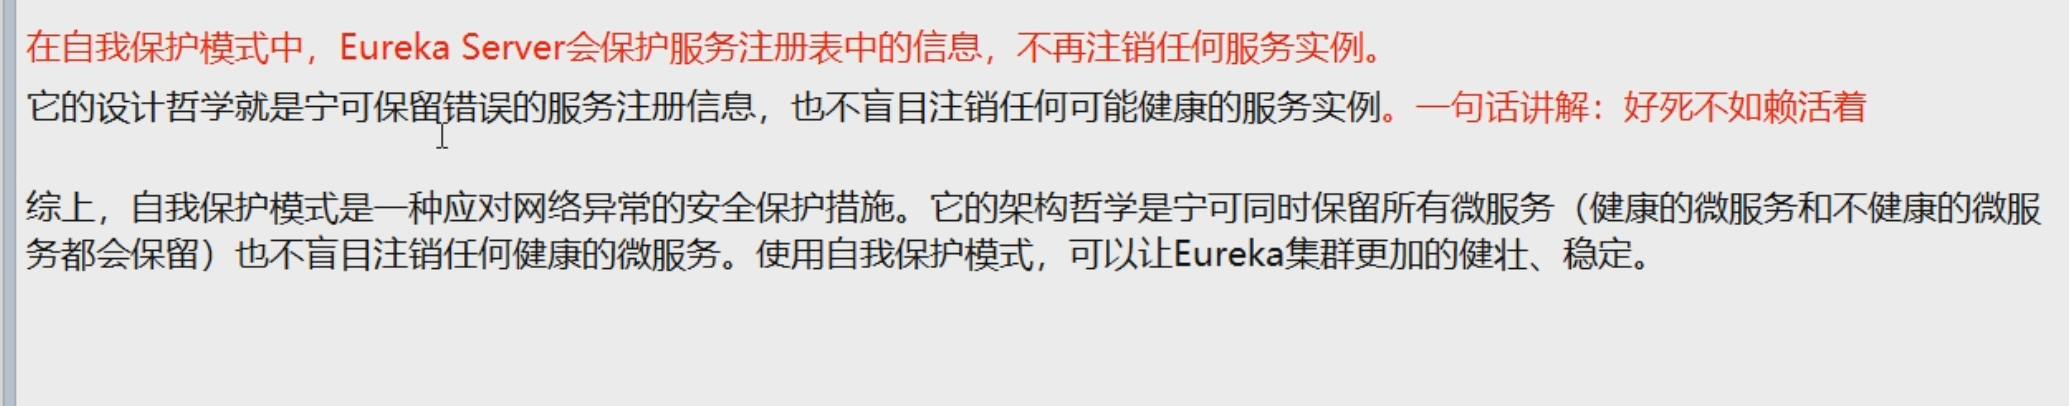 在自我保护模式中，Eureka Server会保护服务注册表中的信息，不再注销任何服务实例。
它的设计哲学就是宁可保留错误的服务注册信息，也不盲目注销任何可能健康的服务实例。一句话讲解：好死不如赖活着
综上，自我保护模式是一种应对网络异常的安全保护措施。它的架构哲学是宁可同时保留所有微服务（健康的微服务和不健康的微服
务都会保留）也不盲目注销任何健康的微服务。使用自我保护模式，可以让Eureka集群更加的健壮、稳定。